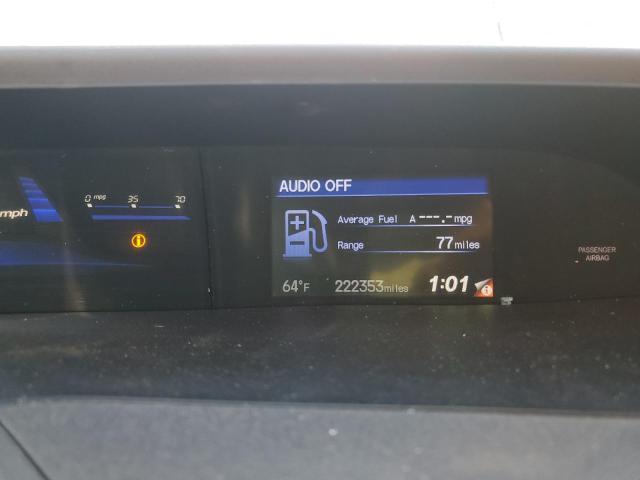 mph
0 mpg 35 70
AUDIO OFF
Average Fuel A ---.- mpg
Range 77 miles
64°F 222353 miles 1:01
PASSENGER
AIRBAG